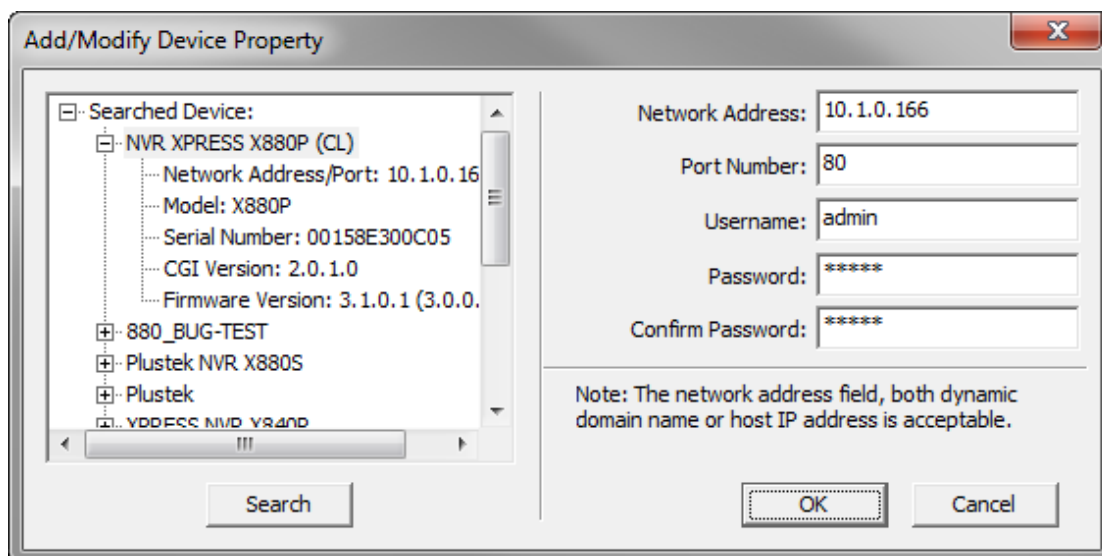 Add/Modify Device Property
Searched Device:
NVR XPRESS X880P (CL)
Network Address/Port: 10.1.0.16
Model: X880P
Serial Number: 00158E300C05
CGI Version: 2.0.1.0
Firmware Version: 3.1.0.1 (3.0.0.
880_BUG-TEST
Plustek NVR X880S
Plustek
XPRESS NVR X840P
Search
Network Address: 10.1.0.166
Port Number: 80
Username: admin
Password: *****
Confirm Password: *****
Note: The network address field, both dynamic
domain name or host IP address is acceptable.
OK
Cancel